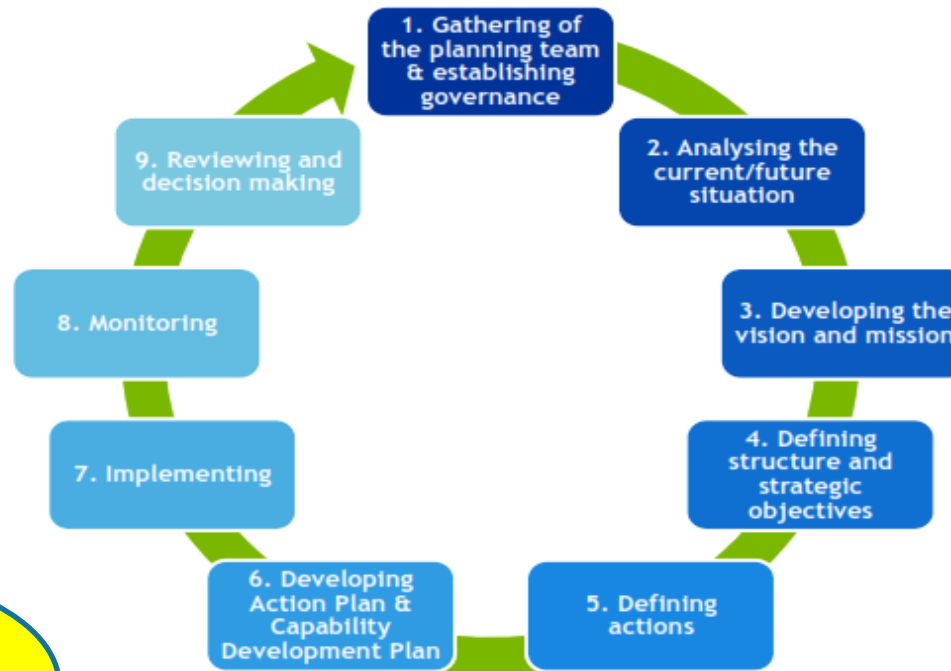 1. Gathering of
the planning team
& establishing
governance
2. Analysing the
current/future
situation
3. Developing the
vision and mission
4. Defining
structure and
strategic
objectives
5. Defining
actions
6. Developing
Action Plan &
Capability
Development Plan
7. Implementing
8. Monitoring
9. Reviewing and
decision making